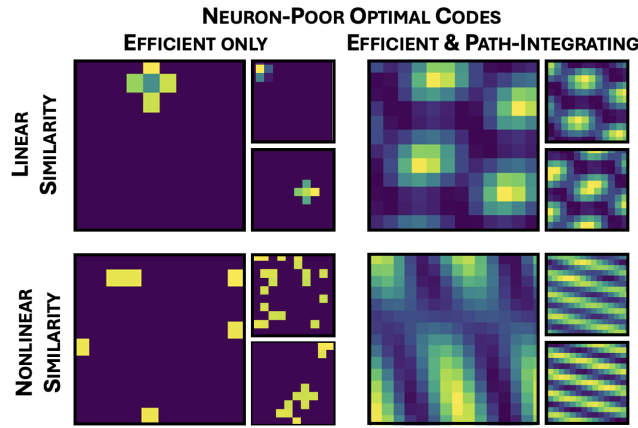 NEURON-POOR OPTIMAL CODES
EFFICIENT ONLY
EFFICIENT & PATH-INTEGRATING
LINEAR
SIMILARITY
NONLINEAR
SIMILARITY